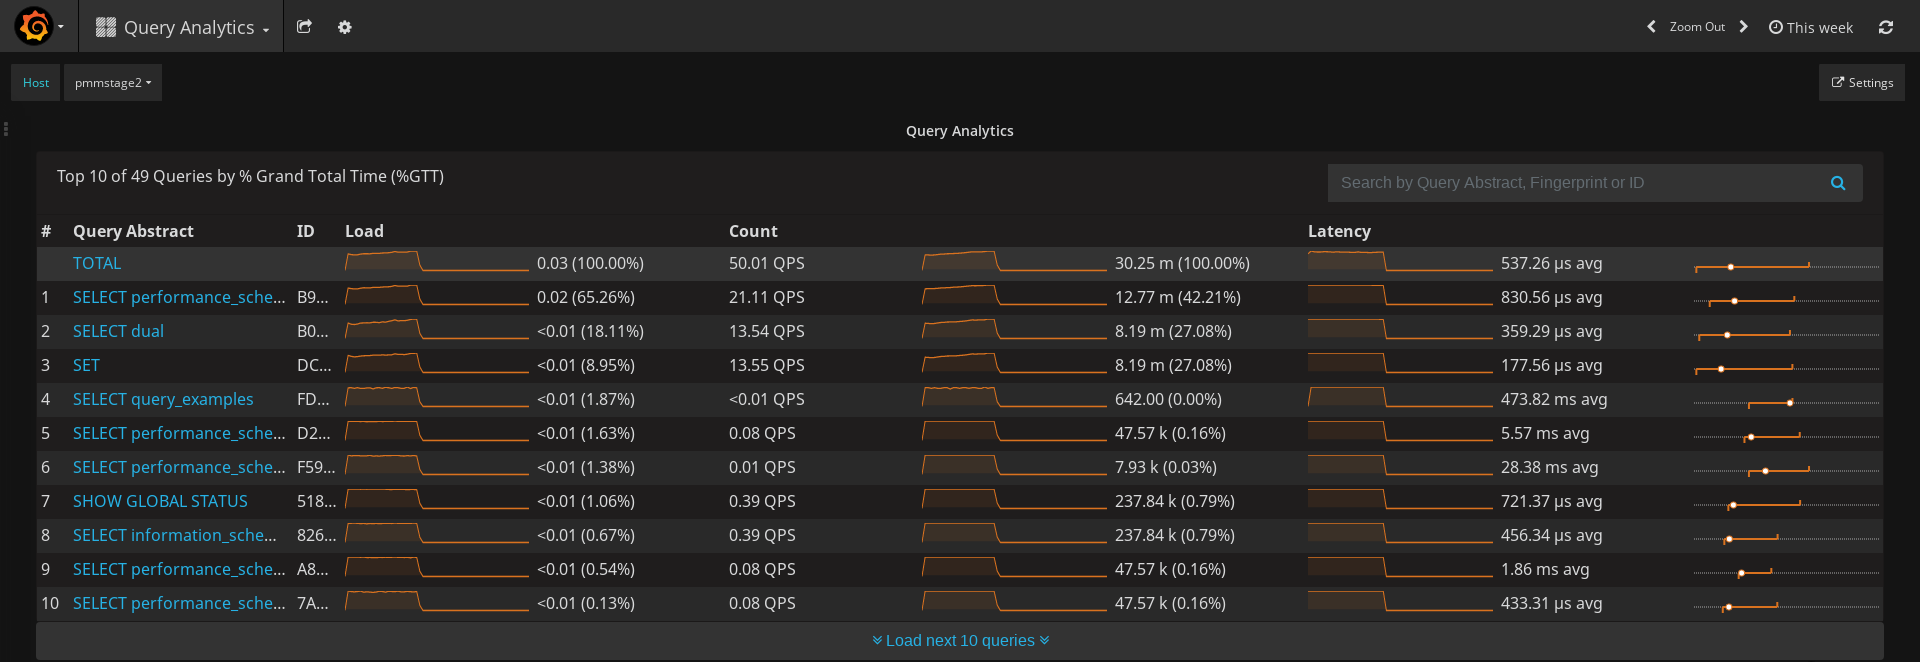 Query Analytics Zoom Out This week
Host pmmstage2 Settings
Query Analytics
Top 10 of 49 Queries by % Grand Total Time (%GTT) Search by Query Abstract, Fingerprint or ID
# Query Abstract ID Load Count Latency
TOTAL 0.03 (100.00%) 50.01 QPS 30.25 m (100.00%) 537.26 µs avg
1 SELECT performance_sche... B9... 0.02 (65.26%) 21.11 QPS 12.77 m (42.21%) 830.56 µs avg
2 SELECT dual B0... <0.01 (18.11%) 13.54 QPS 8.19 m (27.08%) 359.29 µs avg
3 SET DC... <0.01 (8.95%) 13.55 QPS 8.19 m (27.08%) 177.56 µs avg
4 SELECT query_examples FD... <0.01 (1.87%) <0.01 QPS 642.00 (0.00%) 473.82 ms avg
5 SELECT performance_sche... D2... <0.01 (1.63%) 0.08 QPS 47.57 k (0.16%) 5.57 ms avg
6 SELECT performance_sche... F59... <0.01 (1.38%) 0.01 QPS 7.93 k (0.03%) 28.38 ms avg
7 SHOW GLOBAL STATUS 518... <0.01 (1.06%) 0.39 QPS 237.84 k (0.79%) 721.37 µs avg
8 SELECT information_sche... 826... <0.01 (0.67%) 0.39 QPS 237.84 k (0.79%) 456.34 µs avg
9 SELECT performance_sche... A8... <0.01 (0.54%) 0.08 QPS 47.57 k (0.16%) 1.86 ms avg
10 SELECT performance_sche... 7A... <0.01 (0.13%) 0.08 QPS 47.57 k (0.16%) 433.31 µs avg
Load next 10 queries